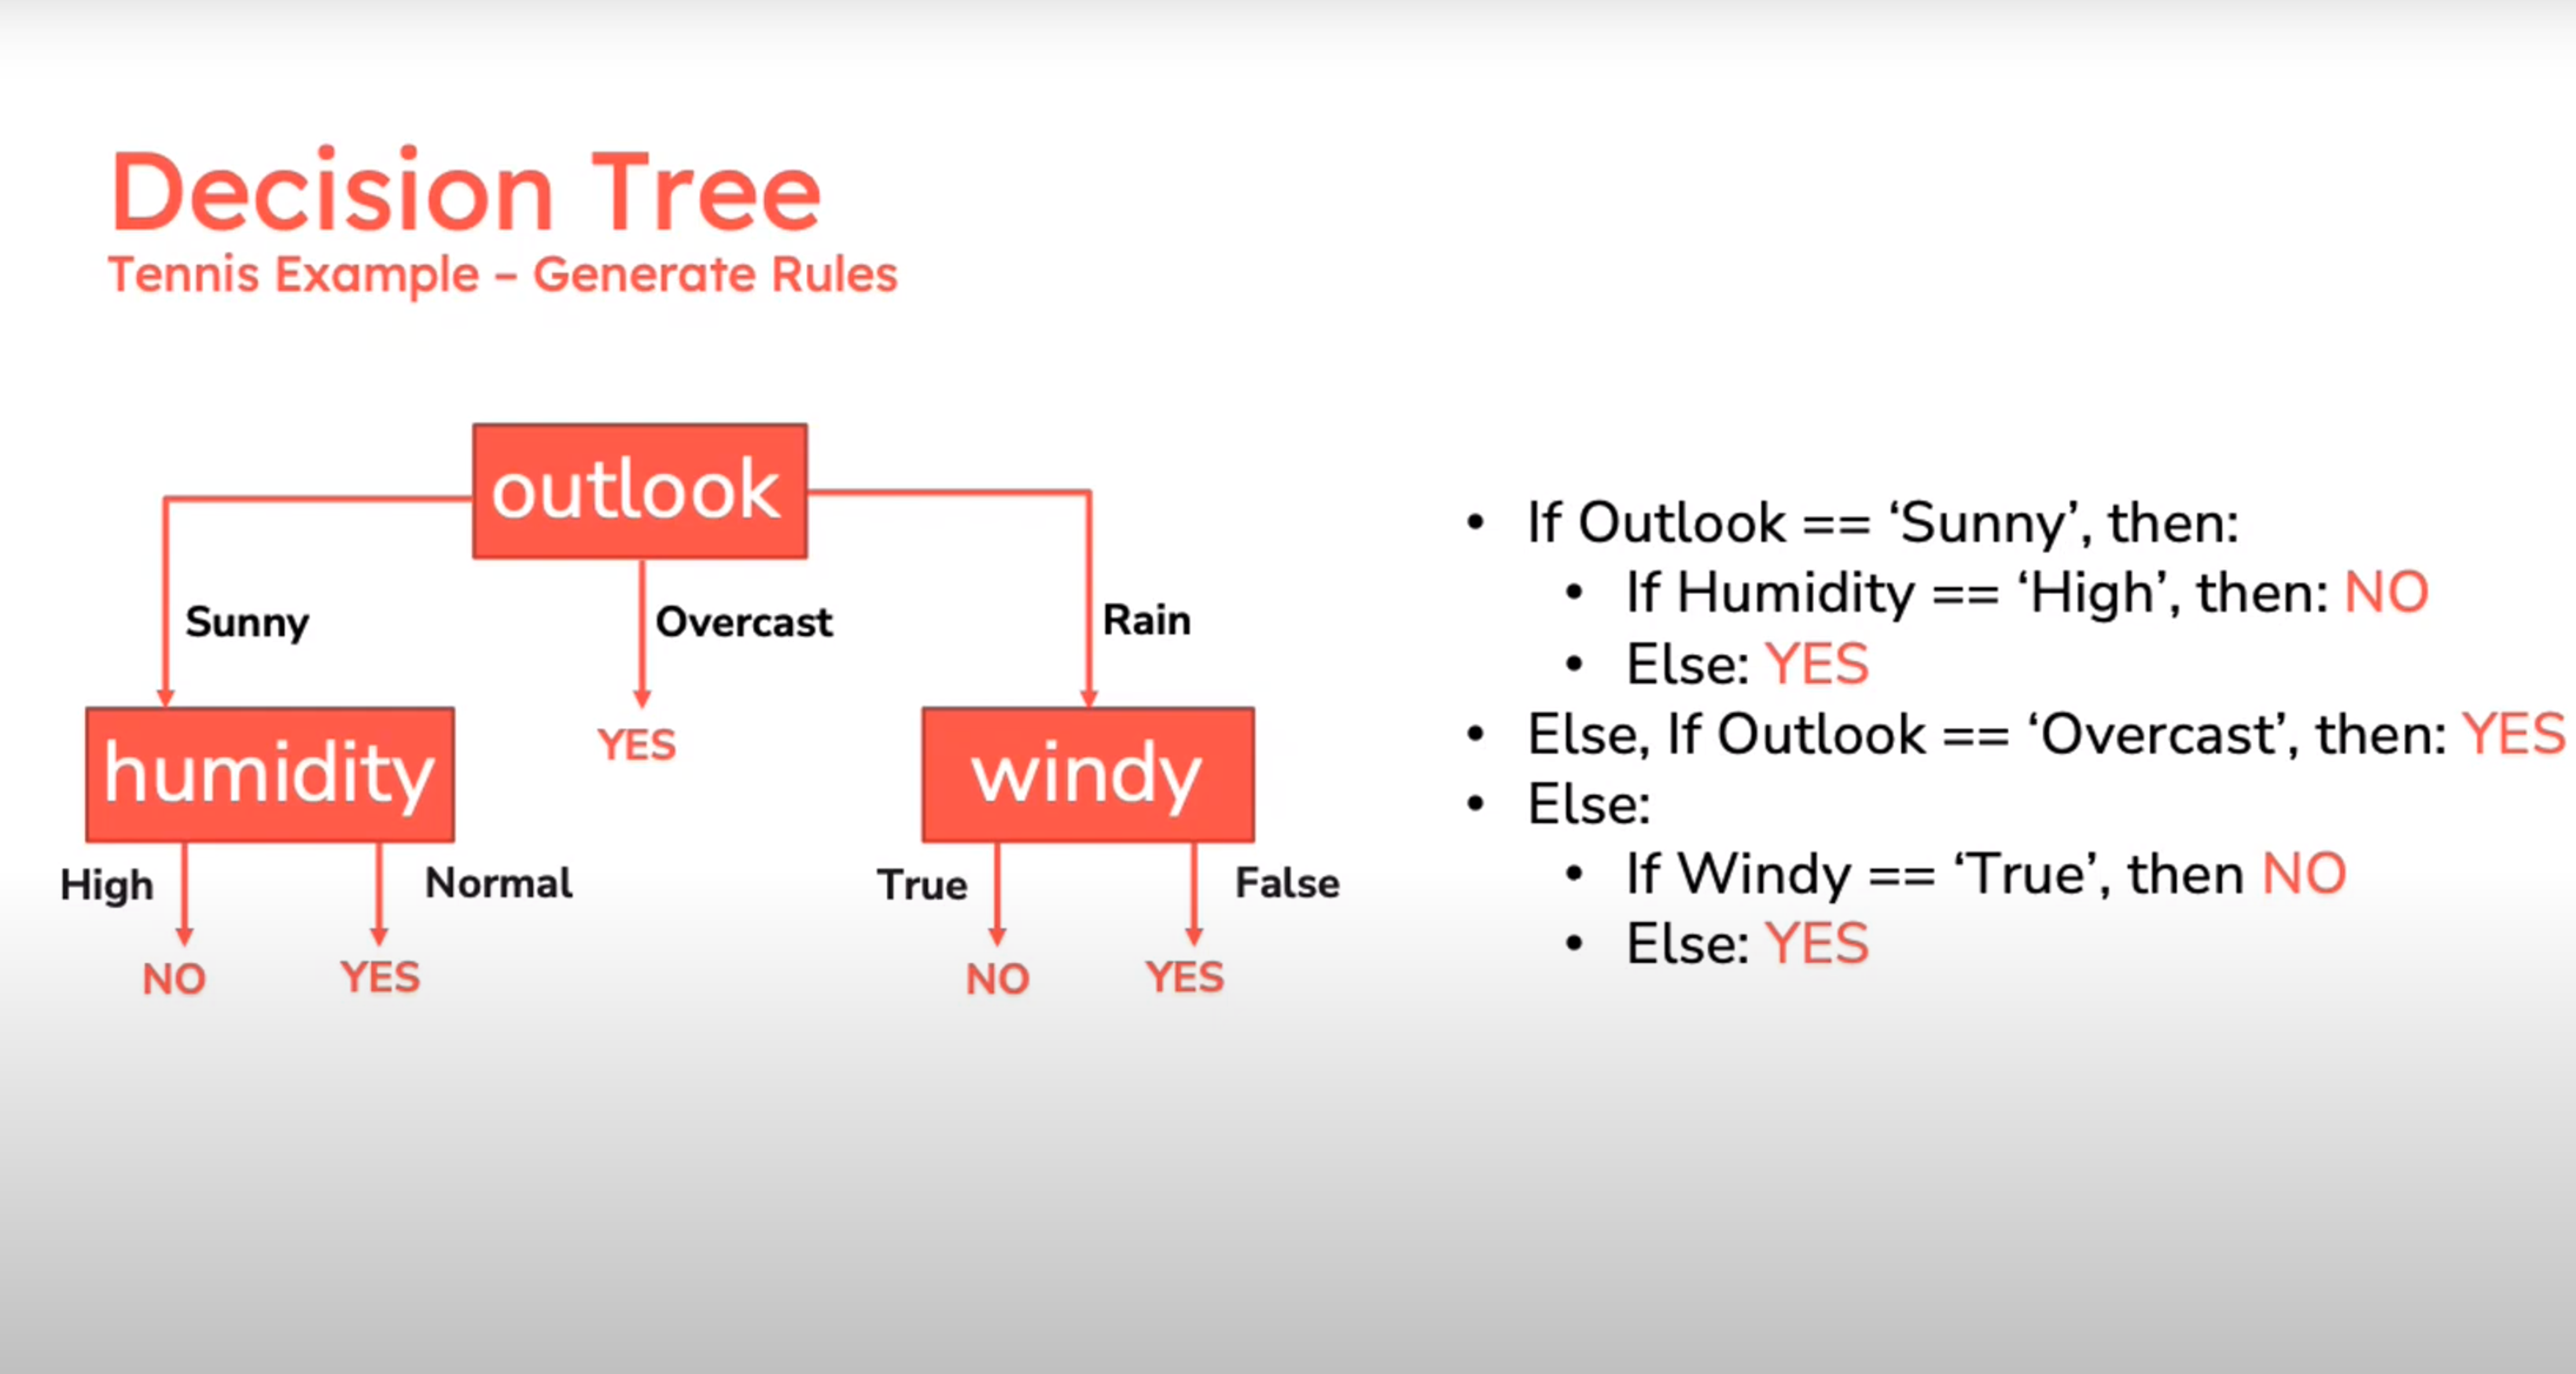 Decision Tree
Tennis Example – Generate Rules
outlook
Sunny
Overcast
Rain
humidity
YES
windy
High
Normal
True
False
NO
YES
NO
YES
• If Outlook == ‘Sunny’, then:
• If Humidity == ‘High’, then: NO
• Else: YES
• Else, If Outlook == ‘Overcast’, then: YES
• Else:
• If Windy == ‘True’, then NO
• Else: YES